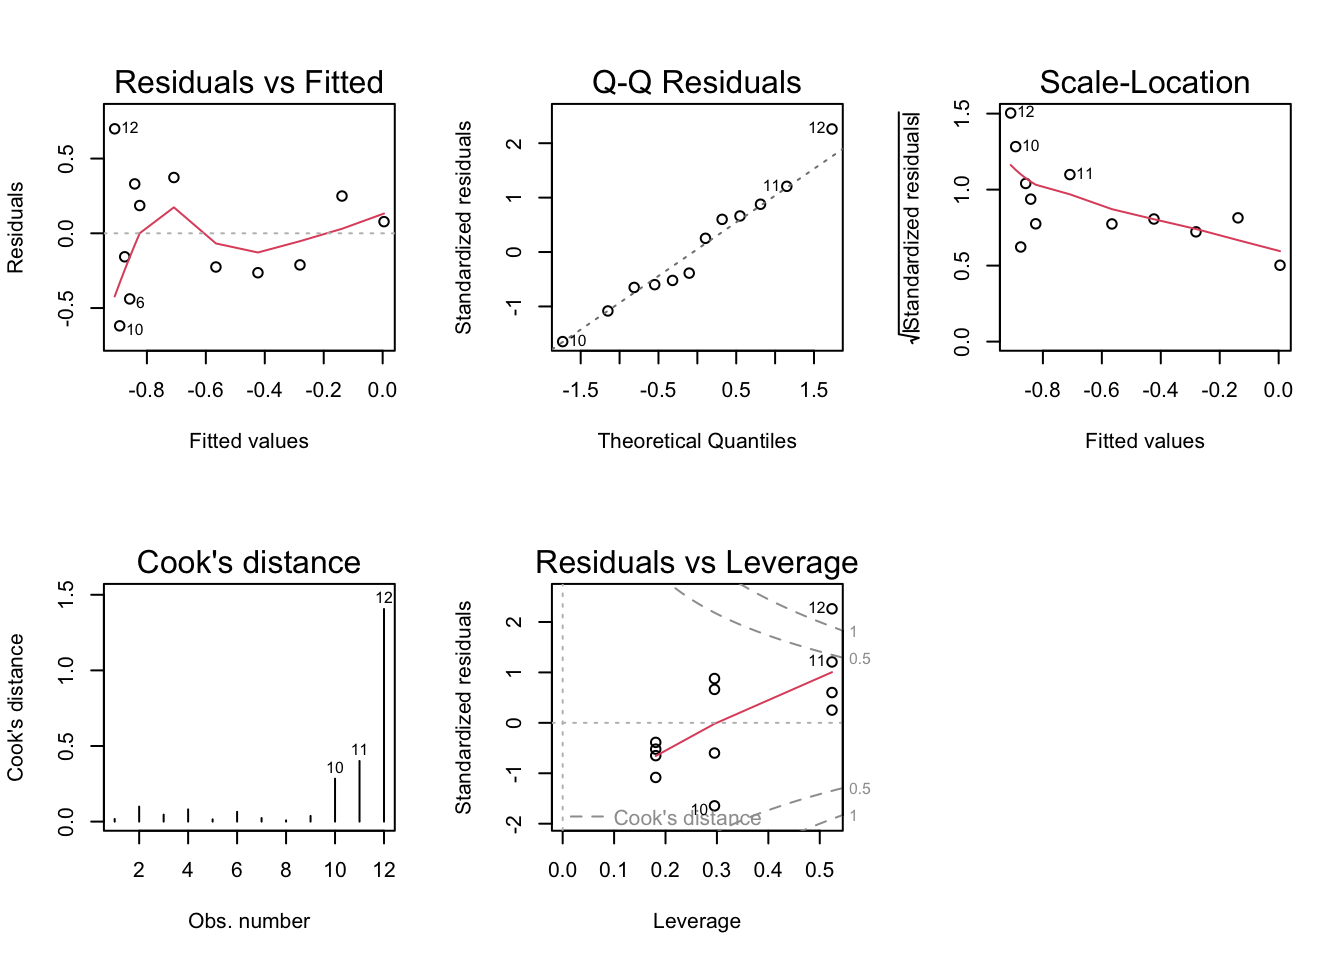 Residuals vs Fitted
Residuals
0.5
0.0
-0.5
12
6
10
-0.8 -0.6 -0.4 -0.2 0.0
Fitted values
Q-Q Residuals
Standardized residuals
2
1
0
-1
12
11
10
-1.5 -0.5 0.5 1.5
Theoretical Quantiles
Scale-Location
√|Standardized residuals|
1.5
1.0
0.5
0.0
12
10
11
-0.8 -0.6 -0.4 -0.2 0.0
Fitted values
Cook's distance
Cook's distance
1.5
1.0
0.5
0.0
12
11
10
2 4 6 8 10 12
Obs. number
Residuals vs Leverage
Standardized residuals
2
1
0
-1
-2
12
1
11
0.5
0.5
10
1
Cook's distance
0.0 0.1 0.2 0.3 0.4 0.5
Leverage